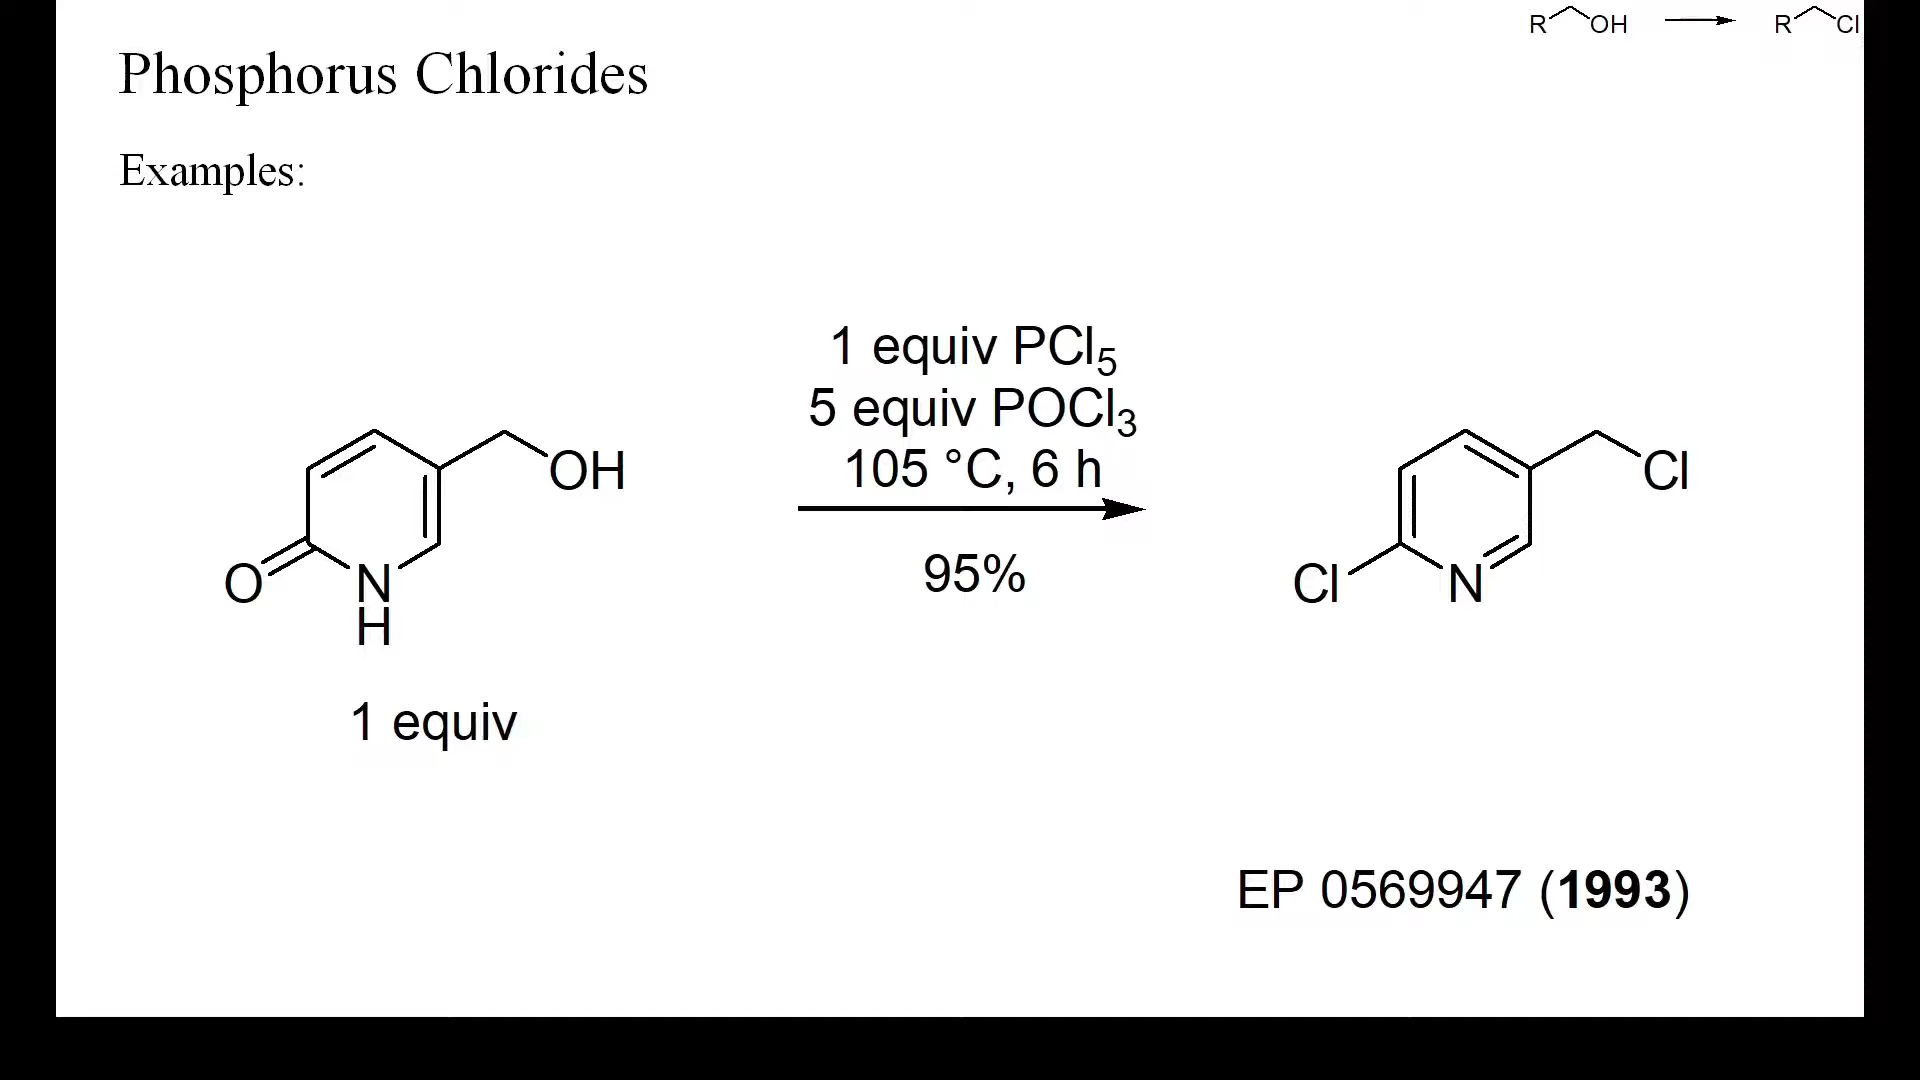 R OH R Cl
Phosphorus Chlorides
Examples:
1 equiv PCl₅
5 equiv POCl₃
105 °C, 6 h
OH
Cl
O
N
H
95%
Cl
N
1 equiv
EP 0569947 (1993)